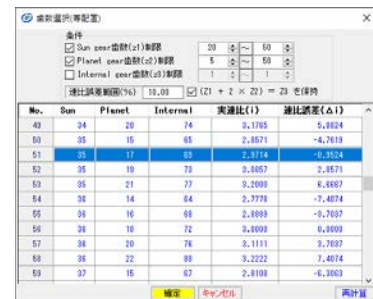 歯数選択(等配置)
条件
Sun gear歯数(z1)制限 20 ~ 50
Planet gear歯数(z2)制限 5 ~ 50
Internal gear歯数(z3)制限 1 ~ 1
速比誤差範囲(%) 10.00 (Z1 + 2 × Z2) = Z3 を保持
No. Sun Planet Internal 実速比(i) 速比誤差(Δi)
49 34 20 74 3.1765 5.8824
50 35 15 65 2.8571 -4.7619
51 35 17 69 2.9714 -0.9524
52 35 19 73 3.0857 2.8571
53 35 21 77 3.2000 6.6667
54 36 14 64 2.7778 -7.4074
55 36 16 68 2.8889 -3.7037
56 36 18 72 3.0000 0.0000
57 36 20 76 3.1111 3.7037
58 36 22 80 3.2222 7.4074
59 37 15 67 2.8108 -6.3063
確定 キャンセル 再計算